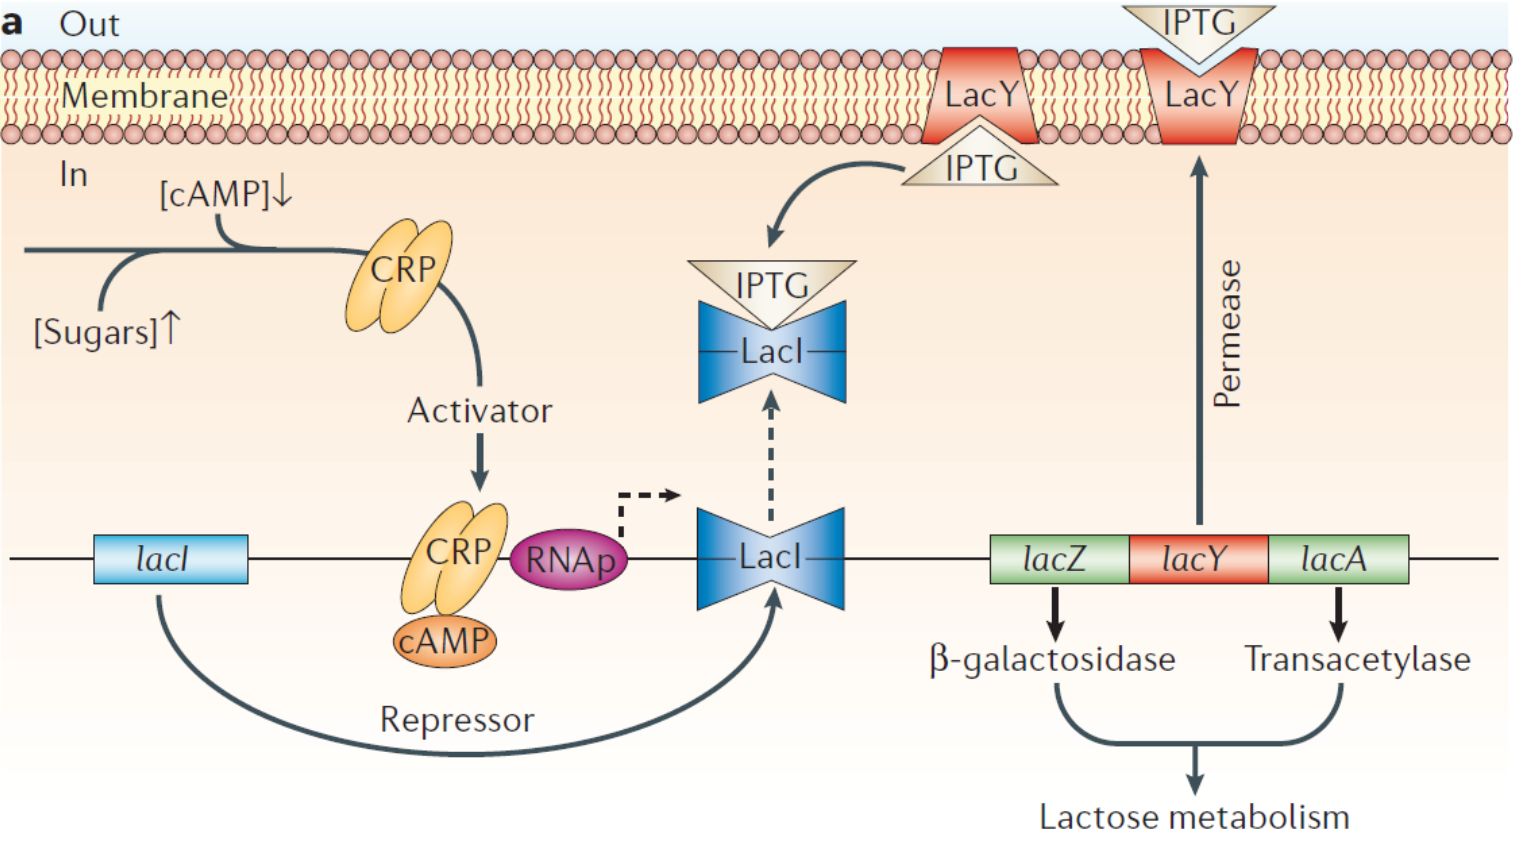 a Out
IPTG
Membrane
LacY
LacY
In
IPTG
[cAMP]↓
CRP
[Sugars]↑
IPTG
LacI
Permease
Activator
CRP
RNAp
cAMP
lacI
LacI
lacZ
lacY
lacA
β-galactosidase
Transacetylase
Repressor
Lactose metabolism